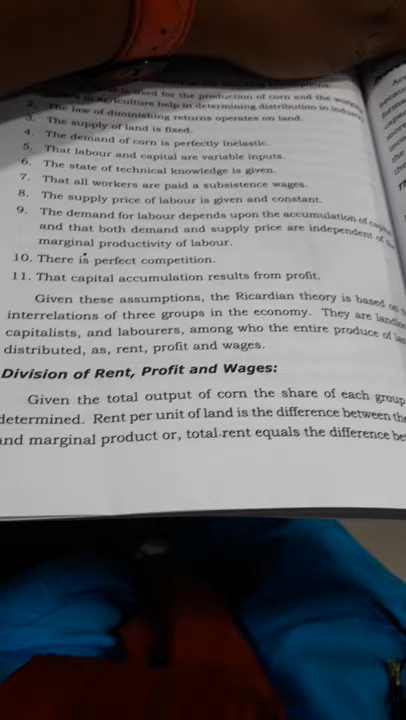 is used for the production of corn and the
in agriculture help in determining distribution in
2. The law of diminishing returns operates on land.
3. The supply of land is fixed.
4. The demand of corn is perfectly inelastic.
5. That labour and capital are variable inputs.
6. The state of technical knowledge is given.
7. That all workers are paid a subsistence wages.
8. The supply price of labour is given and constant.
9. The demand for labour depends upon the accumulation of
and that both demand and supply price are independent of
marginal productivity of labour.
10. There is perfect competition.
11. That capital accumulation results from profit.
Given these assumptions, the Ricardian theory is based on
interrelations of three groups in the economy. They are
capitalists, and labourers, among who the entire produce of
distributed, as, rent, profit and wages.
Division of Rent, Profit and Wages:
Given the total output of corn the share of each group
determined. Rent per unit of land is the difference between the
and marginal product or, total rent equals the difference